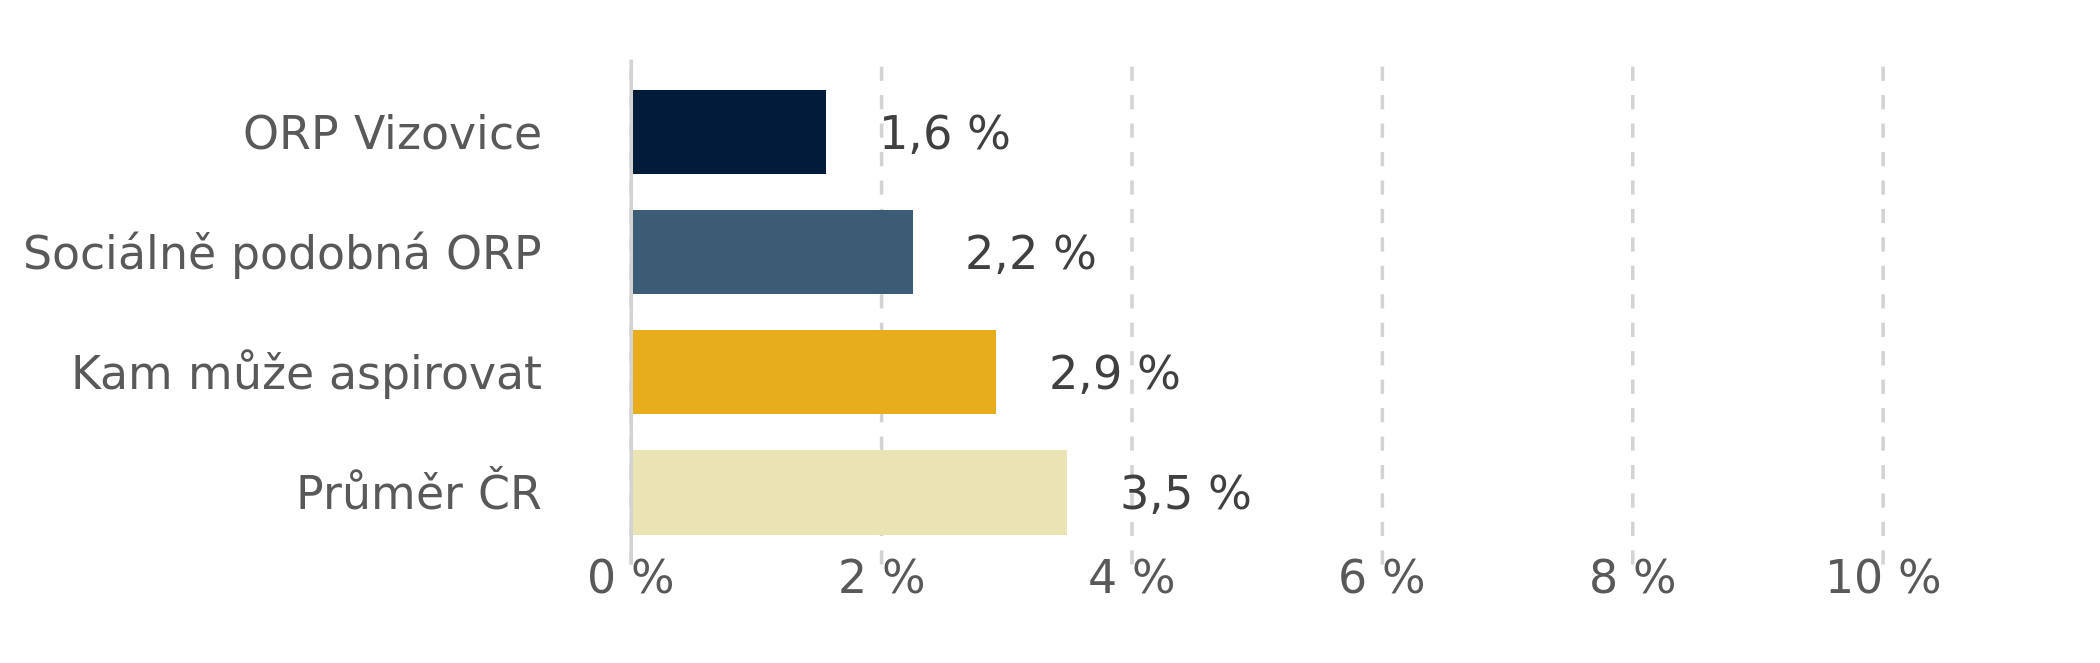 ORP Vizovice 1,6 %
Sociálně podobná ORP 2,2 %
Kam může aspirovat 2,9 %
Průměr ČR 3,5 %
0 % 2 % 4 % 6 % 8 % 10 %